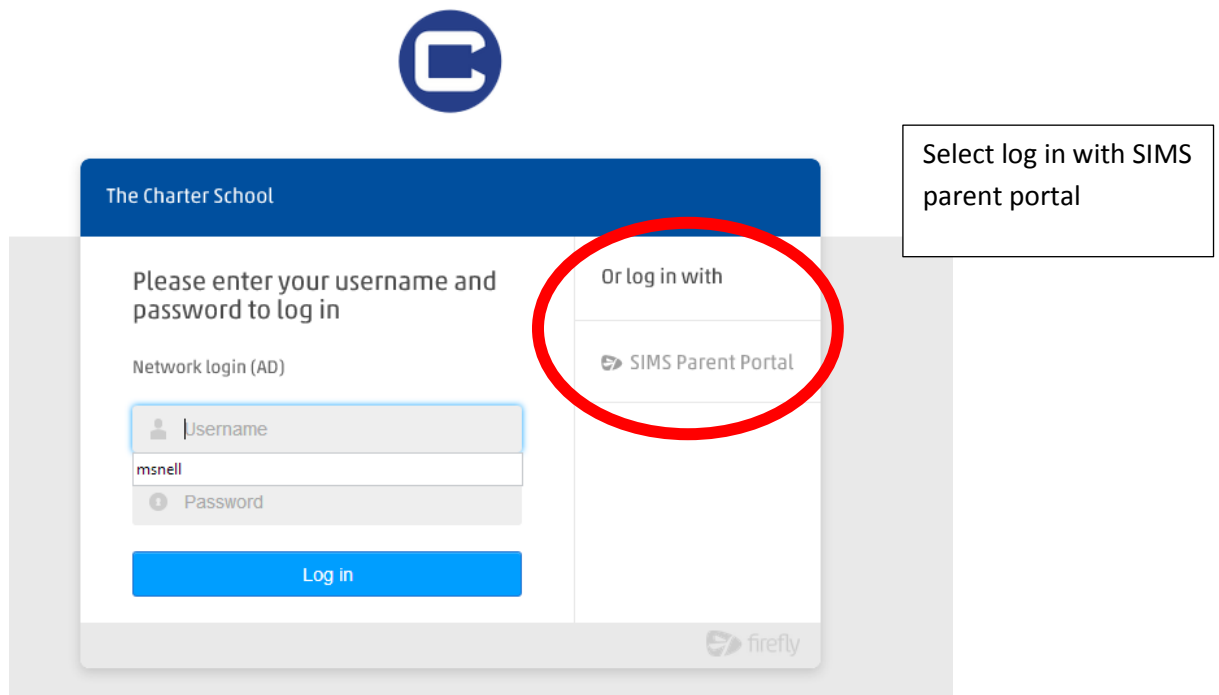 C
Select log in with SIMS
parent portal
The Charter School
Please enter your username and
password to log in
Network login (AD)
Username
msnell
Password
Log in
Or log in with
SIMS Parent Portal
firefly